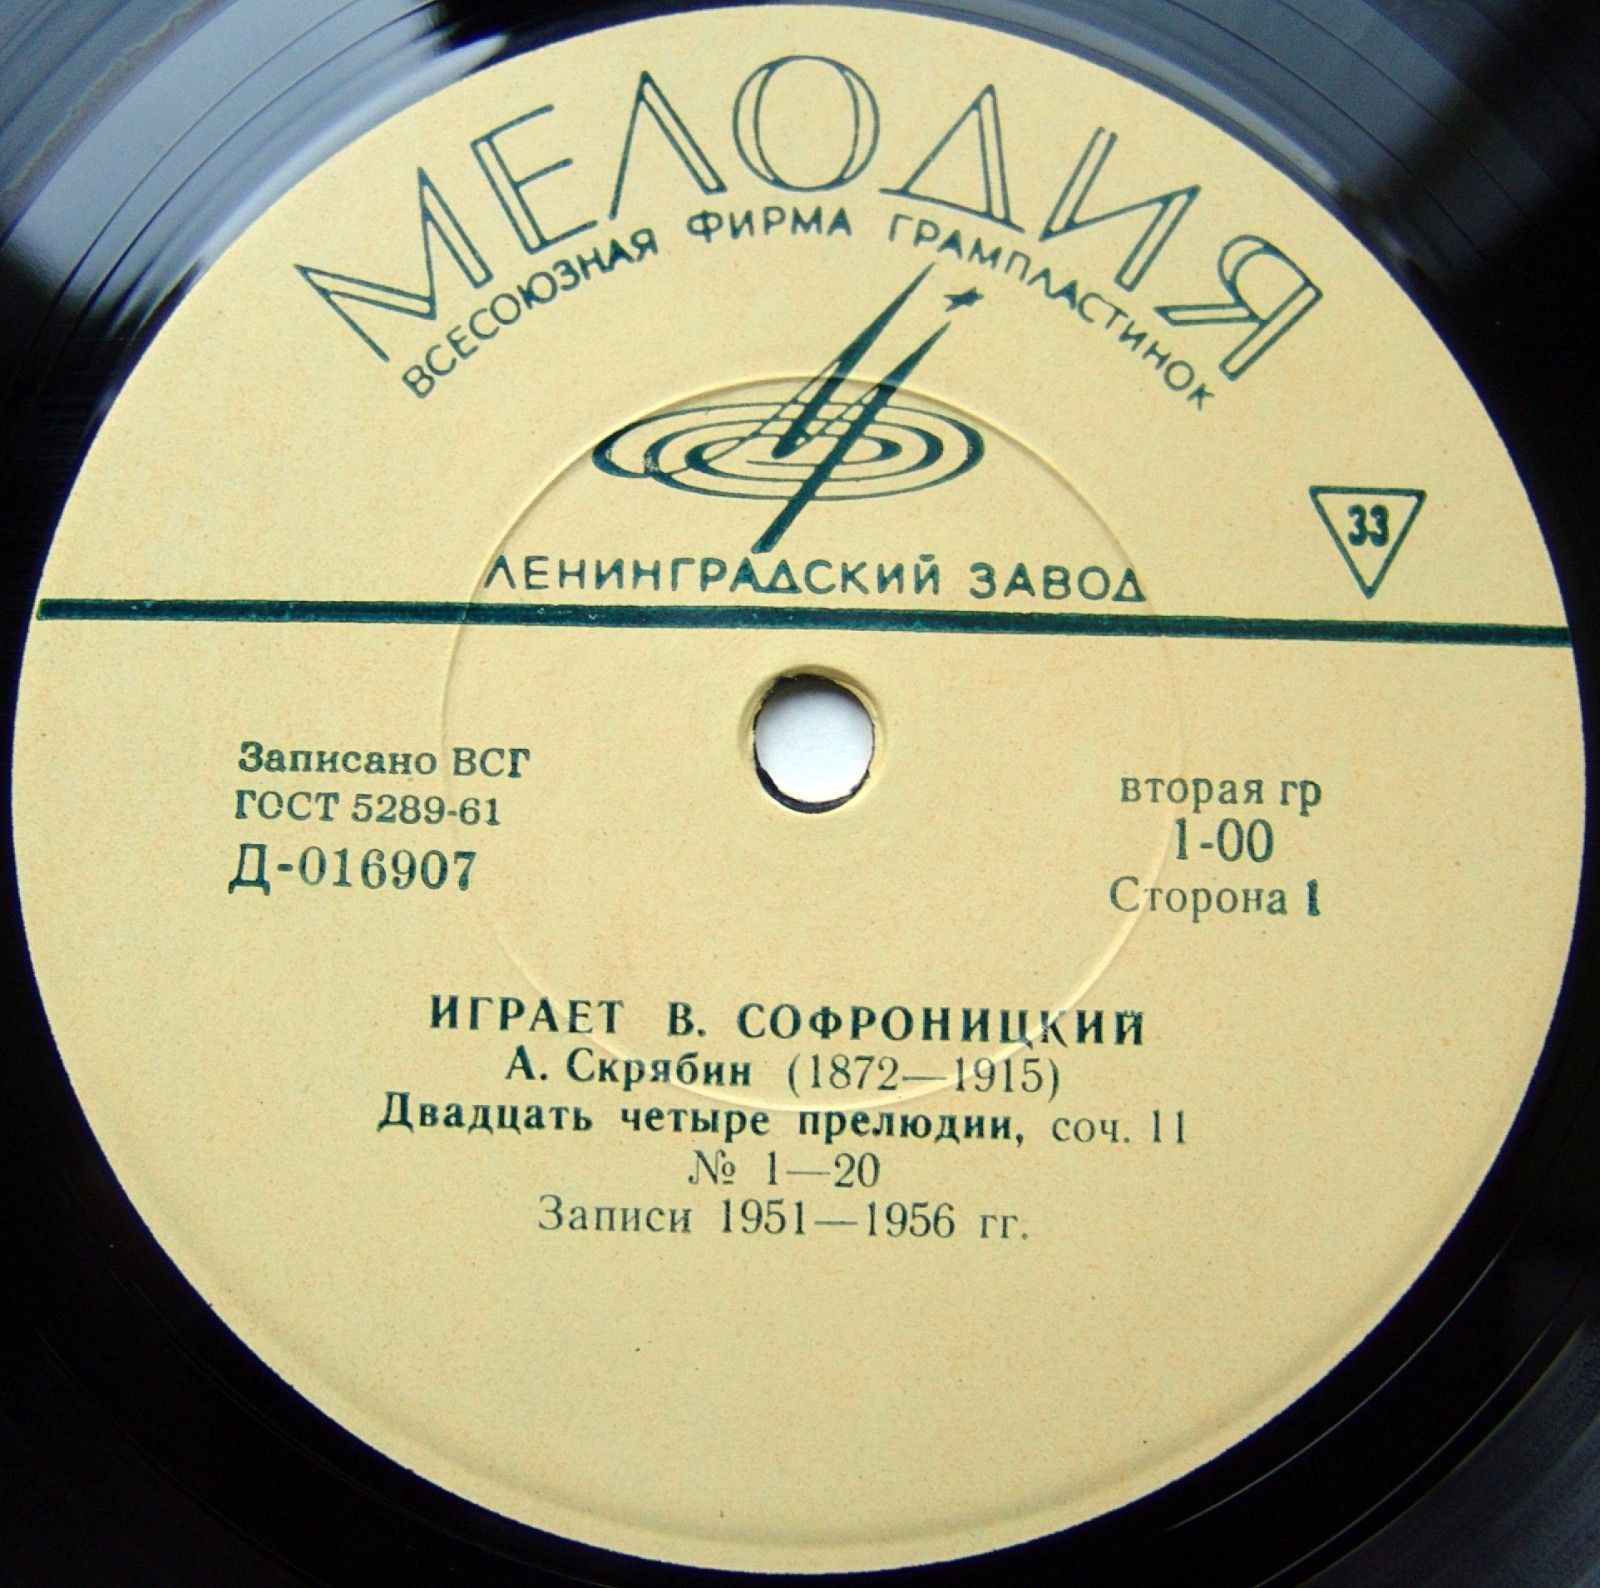 МЕЛОДИЯ
ВСЕСОЮЗНАЯ ФИРМА ГРАМПЛАСТИНОК
33
ЛЕНИНГРАДСКИЙ ЗАВОД
Записано ВСГ
ГОСТ 5289-61
Д-016907
вторая гр
1-00
Сторона 1
ИГРАЕТ В. СОФРОНИЦКИЙ
А. Скрябин (1872—1915)
Двадцать четыре прелюдии, соч. 11
№ 1—20
Записи 1951—1956 гг.